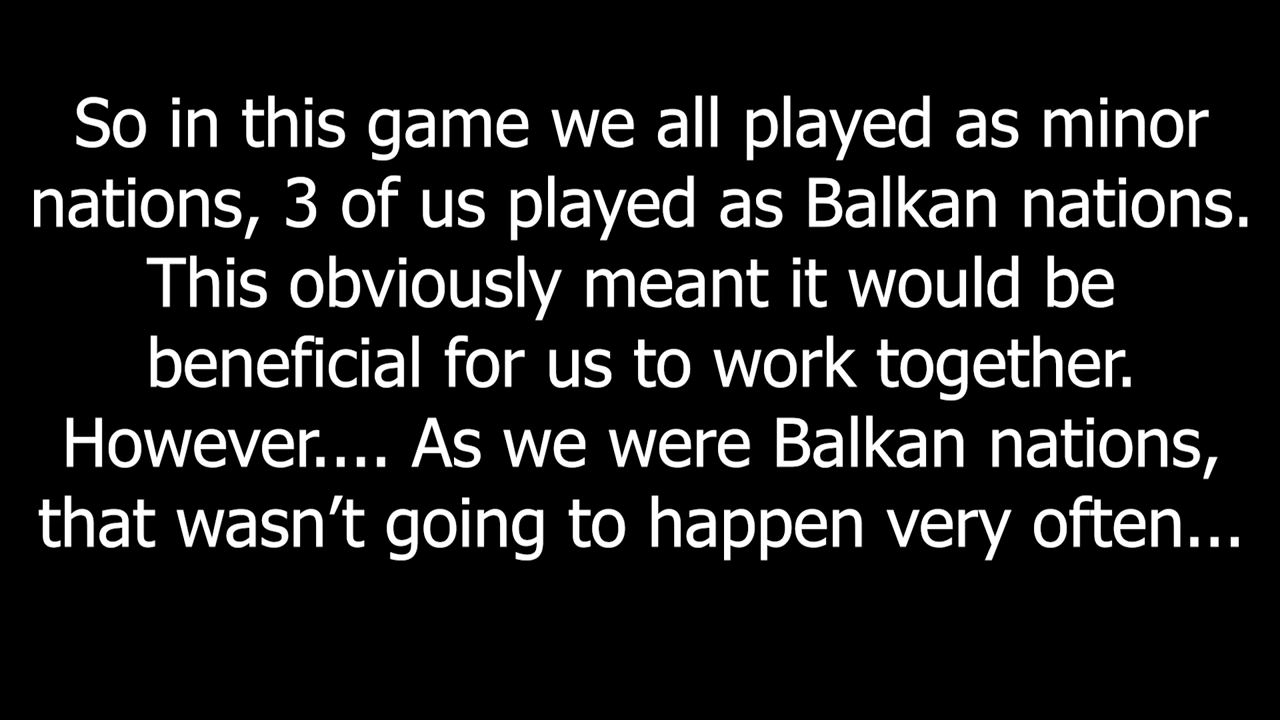 So in this game we all played as minor
nations, 3 of us played as Balkan nations.
This obviously meant it would be
beneficial for us to work together.
However.... As we were Balkan nations,
that wasn’t going to happen very often...